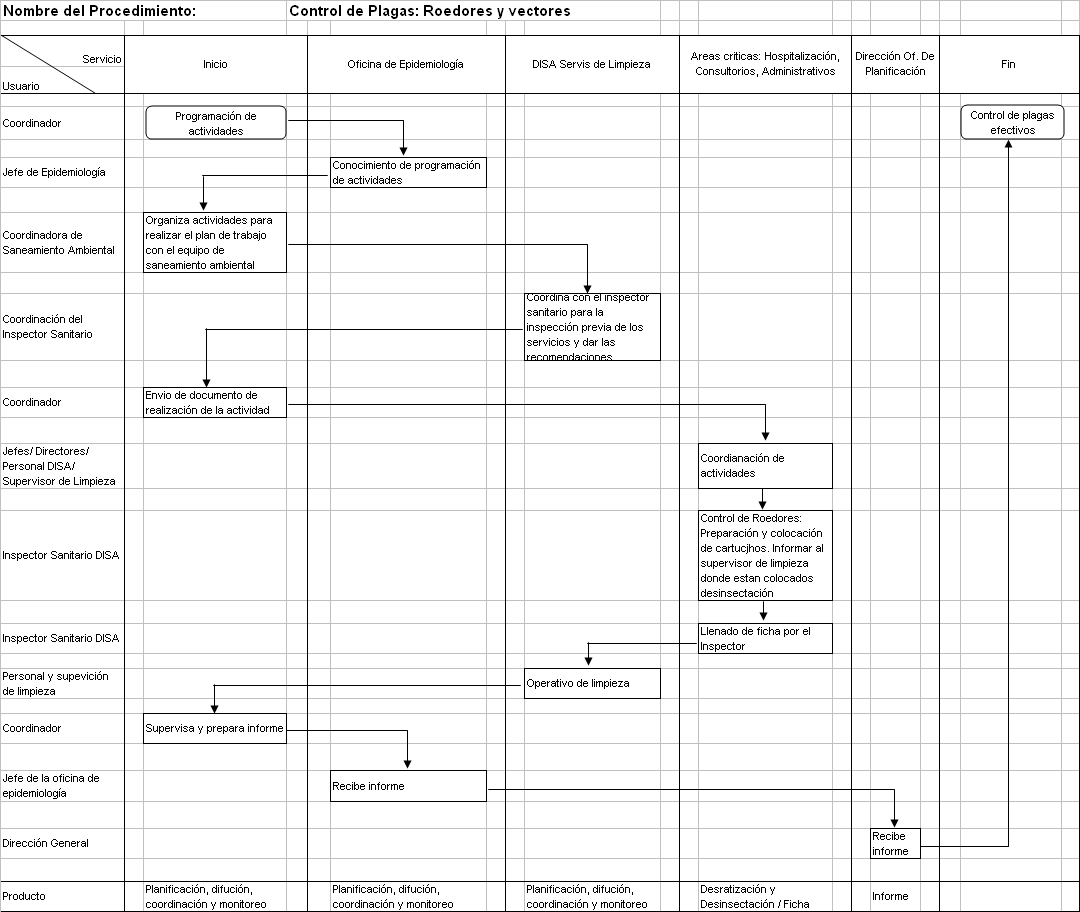 Nombre del Procedimiento: Control de Plagas: Roedores y vectores
Servicio
Usuario
Inicio
Oficina de Epidemiología
DISA Servis de Limpieza
Areas criticas: Hospitalización,
Consultorios, Administrativos
Dirección Of. De
Planificación
Fin
Coordinador
Programación de
actividades
Control de plagas
efectivos
Jefe de Epidemiología
Conocimiento de programación
de actividades
Coordinadora de
Saneamiento Ambiental
Organiza actividades para
realizar el plan de trabajo
con el equipo de
saneamiento ambiental
Coordinación del
Inspector Sanitario
Coordina con el inspector
sanitario para la
inspección previa de los
servicios y dar las
recomendaciones
Coordinador
Envio de documento de
realización de la actividad
Jefes/ Directores/
Personal DISA/
Supervisor de Limpieza
Coordianación de
actividades
Inspector Sanitario DISA
Control de Roedores:
Preparación y colocación
de cartucjhos. Informar al
supervisor de limpieza
donde estan colocados
desinsectación
Inspector Sanitario DISA
Llenado de ficha por el
Inspector
Personal y supevición
de limpieza
Operativo de limpieza
Coordinador
Supervisa y prepara informe
Jefe de la oficina de
epidemiología
Recibe informe
Dirección General
Recibe
informe
Producto
Planificación, difución,
coordinación y monitoreo
Planificación, difución,
coordinación y monitoreo
Planificación, difución,
coordinación y monitoreo
Desratización y
Desinsectación / Ficha
Informe